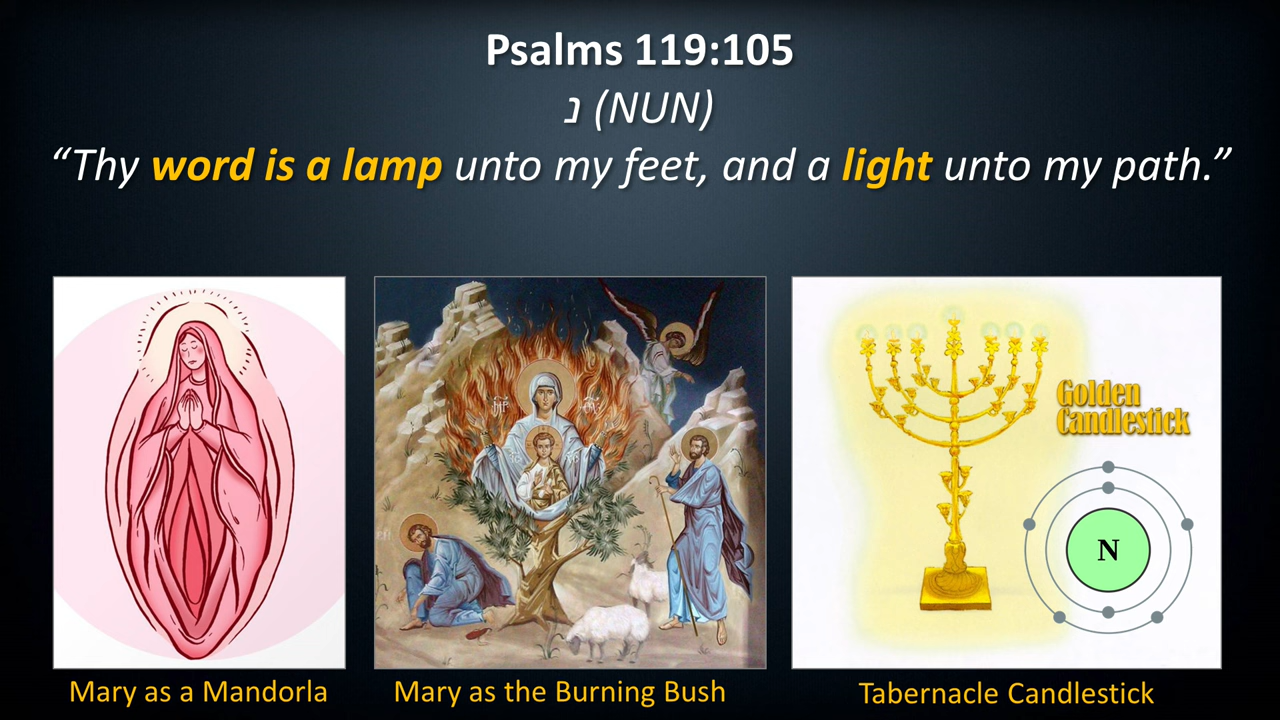 Psalms 119:105
נ (NUN)
“Thy word is a lamp unto my feet, and a light unto my path.”
Golden
Candlestick
N
Mary as a Mandorla
Mary as the Burning Bush
Tabernacle Candlestick